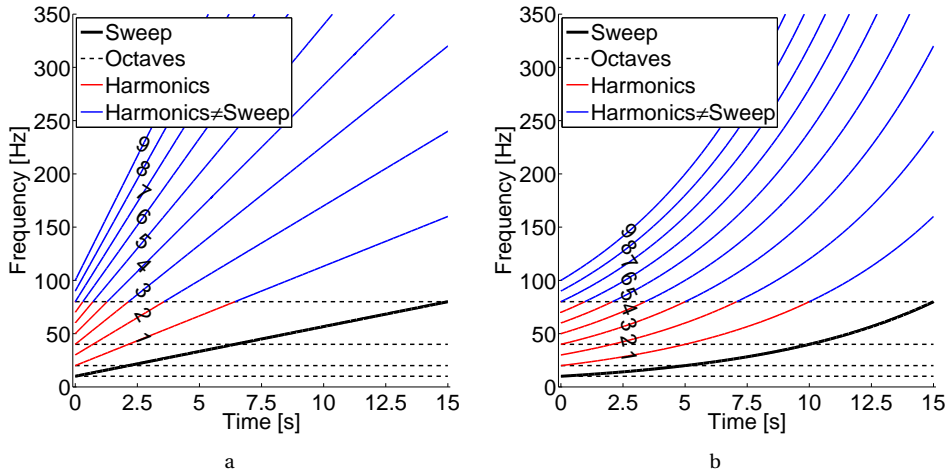 350
300
250
200
150
100
50
0
Frequency [Hz]
Sweep
Octaves
Harmonics
Harmonics≠Sweep
9
8
7
6
5
4
3
2
1
0 2.5 5 7.5 10 12.5 15
Time [s]
a
350
300
250
200
150
100
50
0
Frequency [Hz]
Sweep
Octaves
Harmonics
Harmonics≠Sweep
9
8
7
6
5
4
3
2
1
0 2.5 5 7.5 10 12.5 15
Time [s]
b